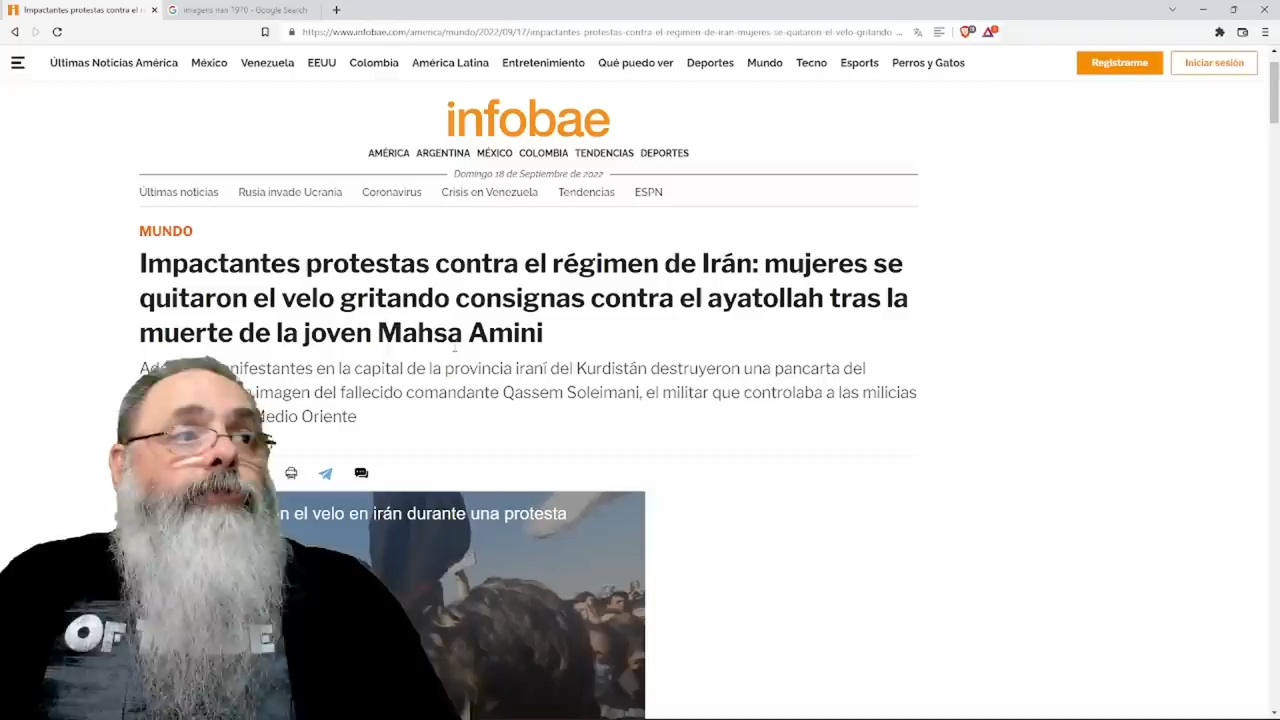 Impactantes protestas contra el r
imagens iran 1970 - Google Search
https://www.infobae.com/america/mundo/2022/09/17/impactantes-protestas-contra-el-regimen-de-iran-mujeres-se-quitaron-el-velo-gritando ...
Últimas Noticias América México Venezuela EEUU Colombia América Latina Entretenimiento Qué puedo ver Deportes Mundo Tecno Esports Perros y Gatos Registrarme Iniciar sesión
infobae
AMÉRICA ARGENTINA MÉXICO COLOMBIA TENDENCIAS DEPORTES
Domingo 18 de Septiembre de 2022
Últimas noticias Rusia invade Ucrania Coronavirus Crisis en Venezuela Tendencias ESPN
MUNDO
Impactantes protestas contra el régimen de Irán: mujeres se
quitaron el velo gritando consignas contra el ayatollah tras la
muerte de la joven Mahsa Amini
nifestantes en la capital de la provincia iraní del Kurdistán destruyeron una pancarta del
imagen del fallecido comandante Qassem Soleimani, el militar que controlaba a las milicias
Medio Oriente
n el velo en irán durante una protesta